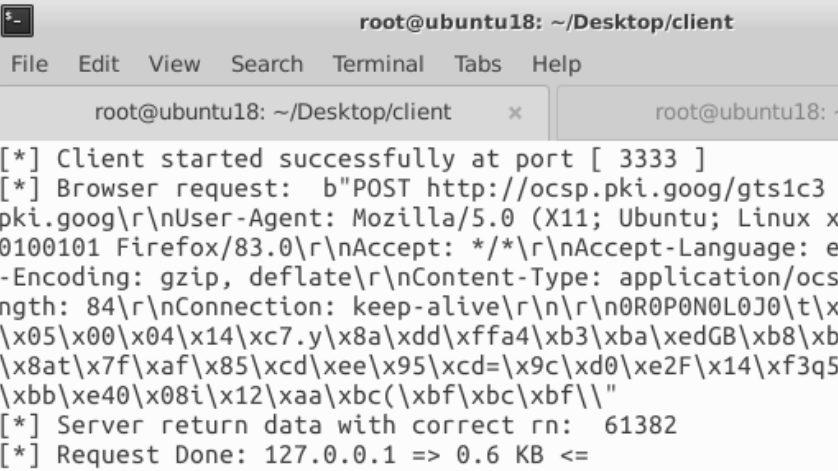 root@ubuntu18: ~/Desktop/client
File Edit View Search Terminal Tabs Help
root@ubuntu18: ~/Desktop/client × root@ubuntu18:
[*] Client started successfully at port [ 3333 ]
[*] Browser request:  b"POST http://ocsp.pki.goog/gts1c3
pki.goog\r\nUser-Agent: Mozilla/5.0 (X11; Ubuntu; Linux x
0100101 Firefox/83.0\r\nAccept: */*\r\nAccept-Language: e
-Encoding: gzip, deflate\r\nContent-Type: application/ocs
ngth: 84\r\nConnection: keep-alive\r\n\r\n0R0P0N0L0J0\t\x
\x05\x00\x04\x14\xc7.y\x8a\xdd\xffa4\xb3\xba\xedGB\xb8\xb
\x8at\x7f\xaf\x85\xcd\xee\x95\xcd=\x9c\xd0\xe2F\x14\xf3q5
\xbb\xe40\x08i\x12\xaa\xbc(\xbf\xbc\xbf\\"
[*] Server return data with correct rn:  61382
[*] Request Done: 127.0.0.1 => 0.6 KB <=